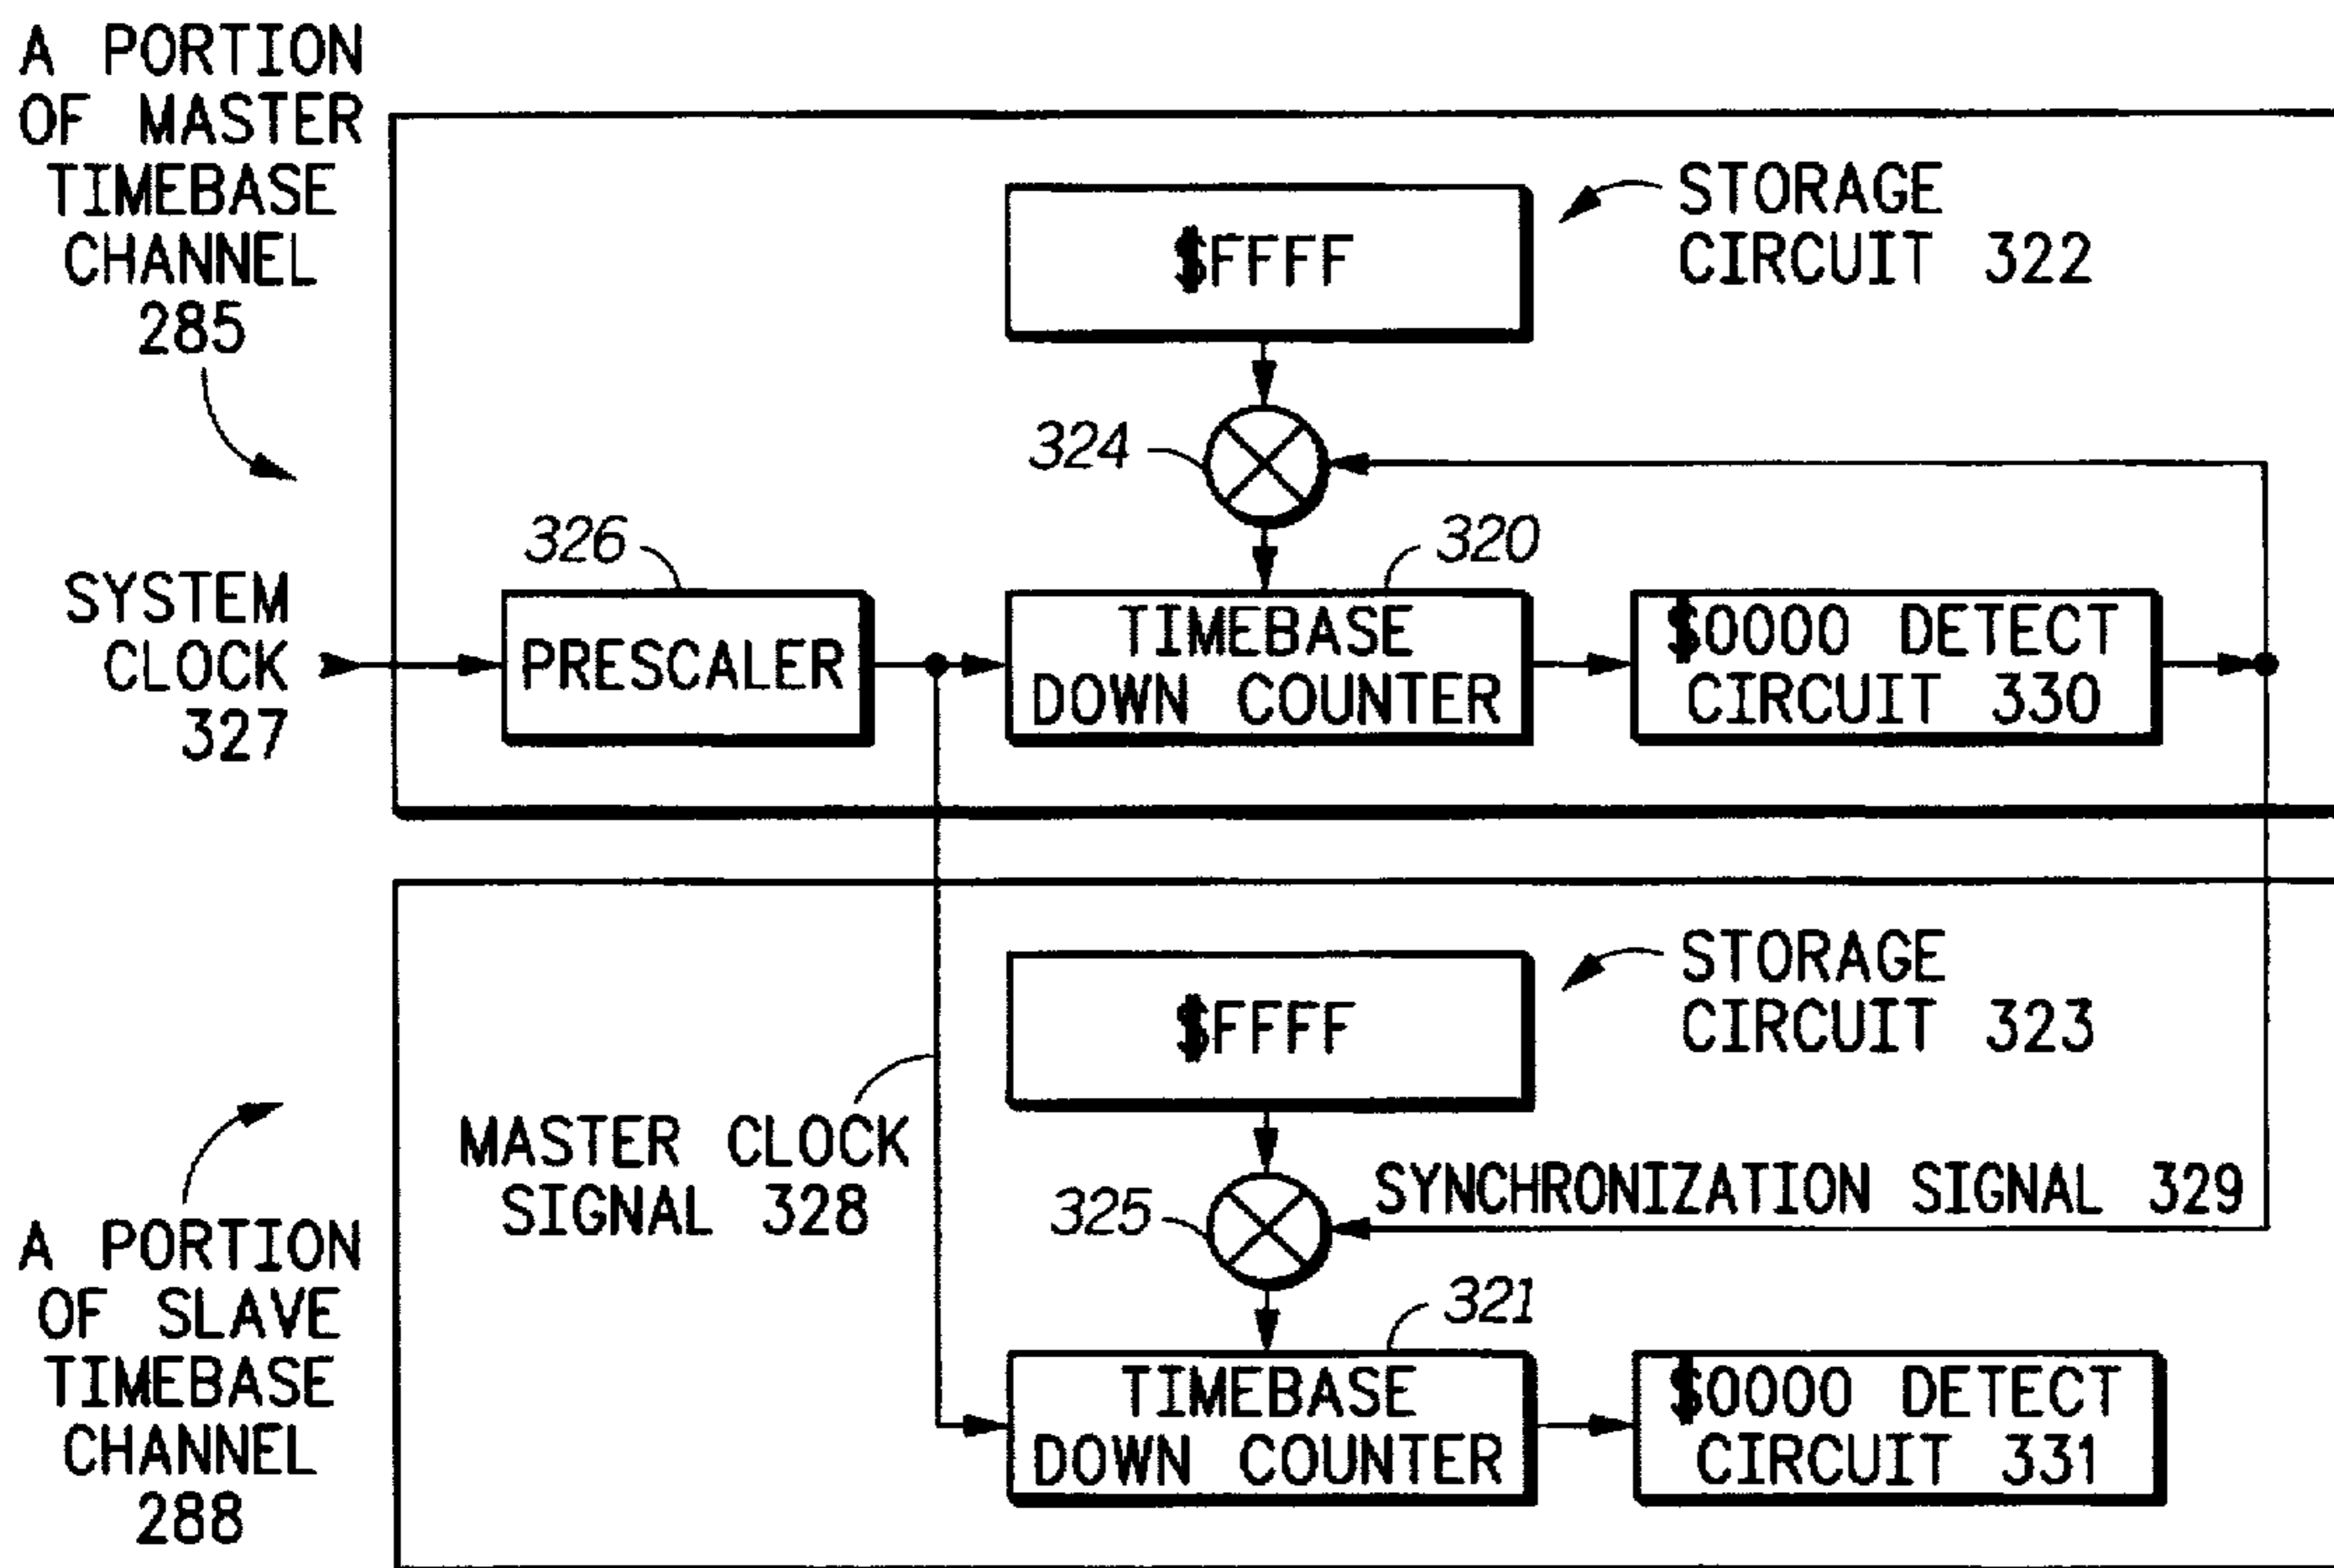 A PORTION
OF MASTER
TIMEBASE
CHANNEL
285
$FFFF
STORAGE
CIRCUIT 322
324
326
320
SYSTEM
CLOCK
327
PRESCALER
TIMEBASE
DOWN COUNTER
$0000 DETECT
CIRCUIT 330
$FFFF
STORAGE
CIRCUIT 323
MASTER CLOCK
SIGNAL 328
325
SYNCHRONIZATION SIGNAL 329
A PORTION
OF SLAVE
TIMEBASE
CHANNEL
288
321
TIMEBASE
DOWN COUNTER
$0000 DETECT
CIRCUIT 331